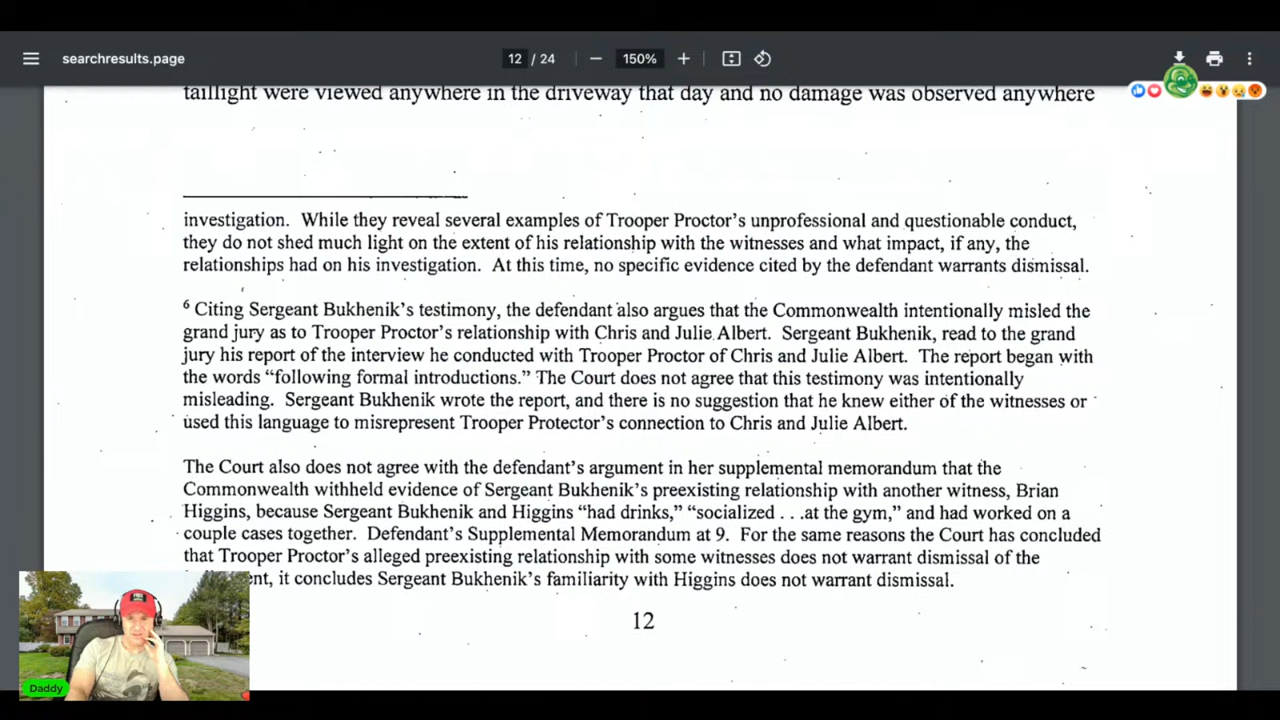 searchresults.page
12 / 24
150%
taillight were viewed anywhere in the driveway that day and no damage was observed anywhere
investigation. While they reveal several examples of Trooper Proctor's unprofessional and questionable conduct,
they do not shed much light on the extent of his relationship with the witnesses and what impact, if any, the
relationships had on his investigation. At this time, no specific evidence cited by the defendant warrants dismissal.
6 Citing Sergeant Bukhenik's testimony, the defendant also argues that the Commonwealth intentionally misled the
grand jury as to Trooper Proctor's relationship with Chris and Julie Albert. Sergeant Bukhenik, read to the grand
jury his report of the interview he conducted with Trooper Proctor of Chris and Julie Albert. The report began with
the words "following formal introductions." The Court does not agree that this testimony was intentionally
misleading. Sergeant Bukhenik wrote the report, and there is no suggestion that he knew either of the witnesses or
used this language to misrepresent Trooper Protector's connection to Chris and Julie Albert.
The Court also does not agree with the defendant's argument in her supplemental memorandum that the
Commonwealth withheld evidence of Sergeant Bukhenik's preexisting relationship with another witness, Brian
Higgins, because Sergeant Bukhenik and Higgins "had drinks," "socialized . . .at the gym," and had worked on a
couple cases together. Defendant's Supplemental Memorandum at 9. For the same reasons the Court has concluded
that Trooper Proctor's alleged preexisting relationship with some witnesses does not warrant dismissal of the
ent, it concludes Sergeant Bukhenik's familiarity with Higgins does not warrant dismissal.
12
Daddy